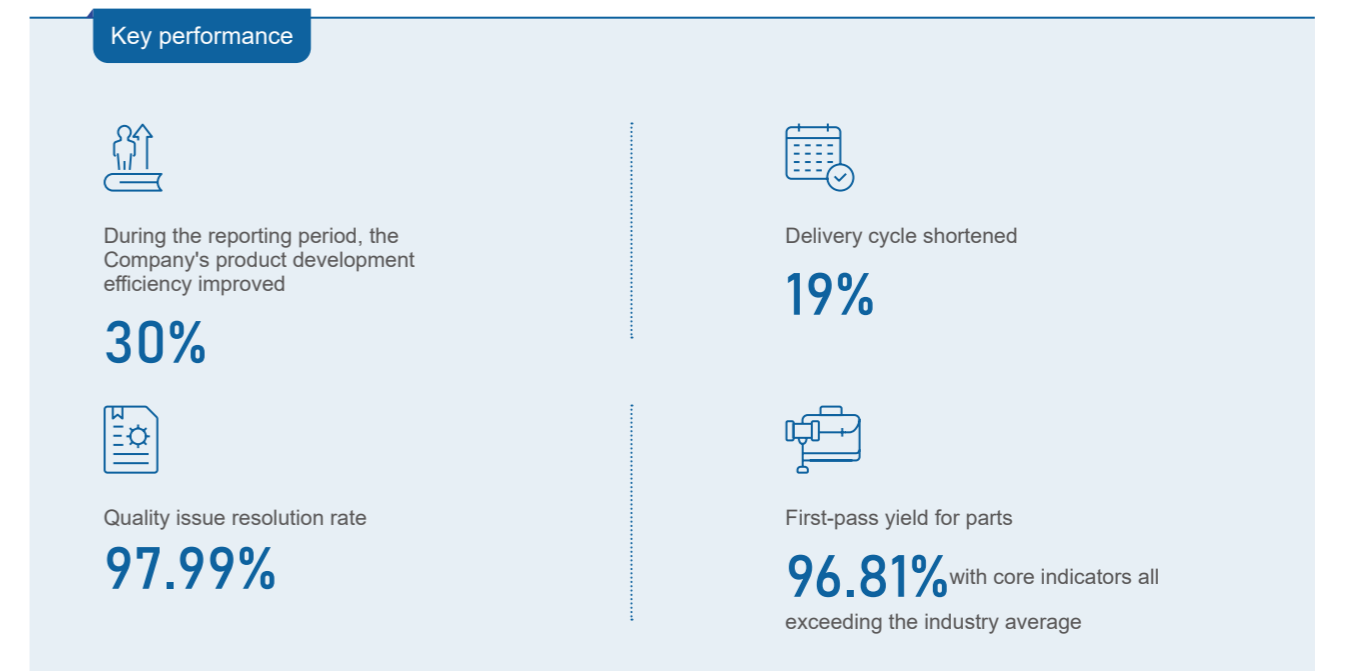 Key performance
During the reporting period, the
Company's product development
efficiency improved
30%
Delivery cycle shortened
19%
Quality issue resolution rate
97.99%
First-pass yield for parts
96.81% with core indicators all
exceeding the industry average